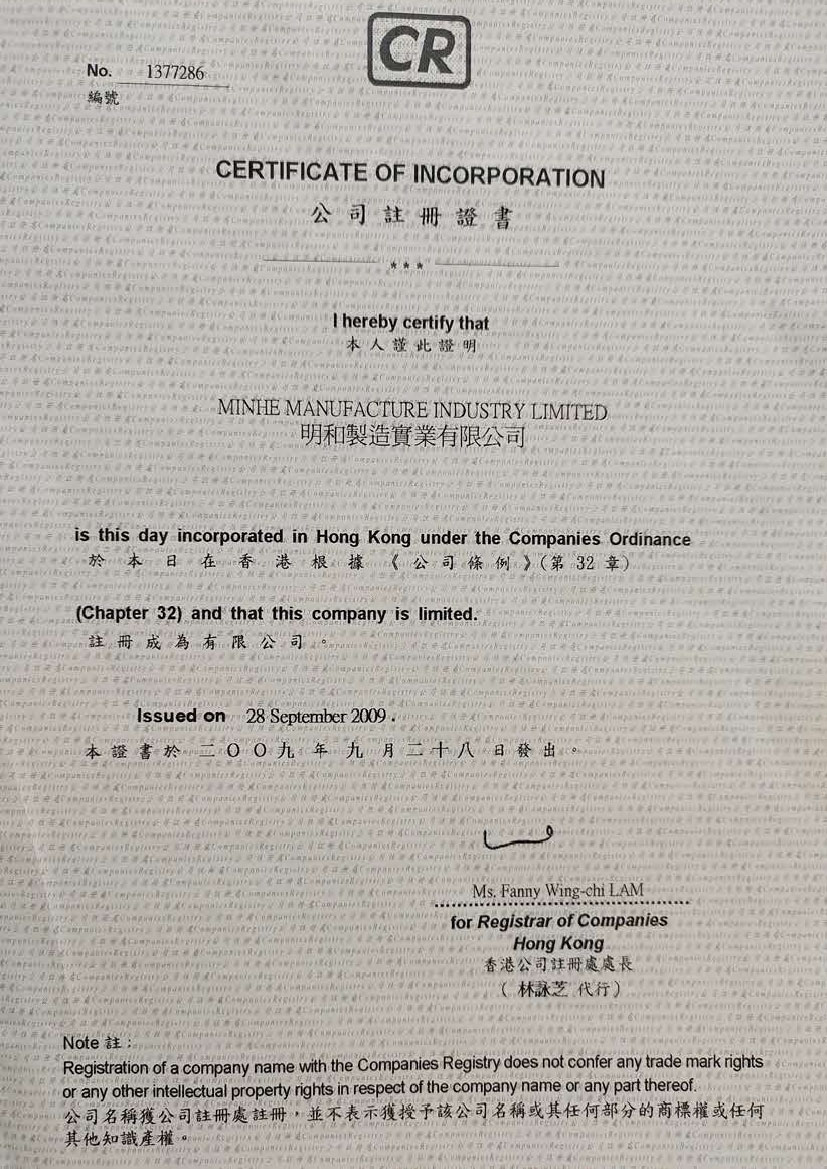 CR
No. 1377286
編號
CERTIFICATE OF INCORPORATION
公司註冊證書
***
I hereby certify that
本人謹此證明
MINHE MANUFACTURE INDUSTRY LIMITED
明和製造實業有限公司
is this day incorporated in Hong Kong under the Companies Ordinance
於本日在香港根據《公司條例》(第 32 章)
(Chapter 32) and that this company is limited.
註冊成為有限公司。
Issued on 28 September 2009 .
本證書於二〇〇九年九月二十八日發出。
Ms. Fanny Wing-chi LAM
for Registrar of Companies
Hong Kong
香港公司註冊處處長
( 林詠芝 代行 )
Note 註 :
Registration of a company name with the Companies Registry does not confer any trade mark rights
or any other intellectual property rights in respect of the company name or any part thereof.
公司名稱獲公司註冊處註冊，並不表示獲授予該公司名稱或其任何部分的商標權或任何
其他知識產權。